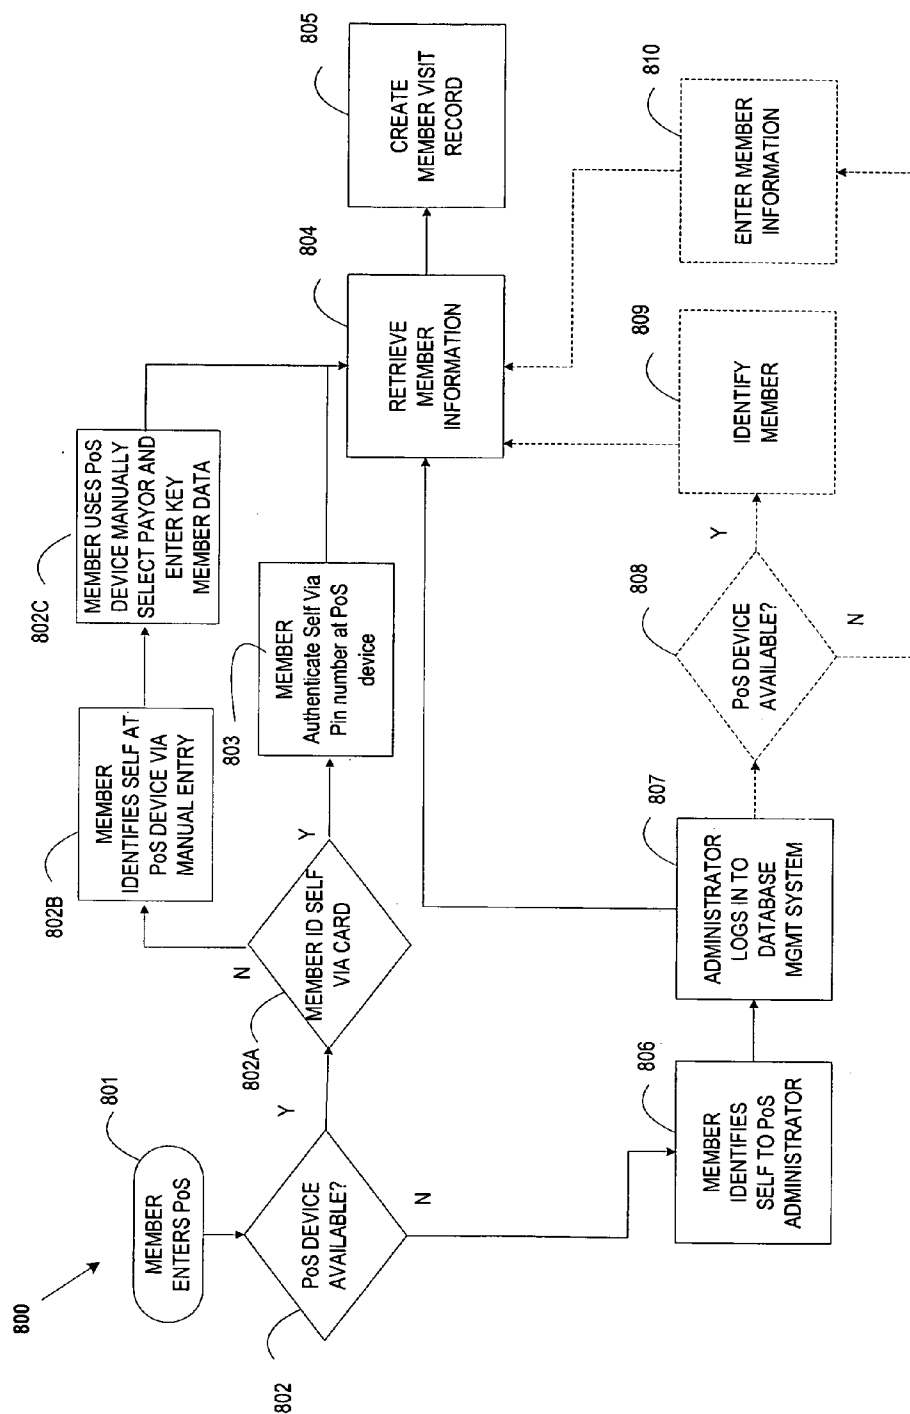 800
801
MEMBER
ENTERS PoS
802
PoS DEVICE
AVAILABLE?
Y
N
802A
MEMBER ID SELF
VIA CARD
N
Y
802B
MEMBER
IDENTIFIES SELF AT
PoS DEVICE VIA
MANUAL ENTRY
802C
MEMBER USES PoS
DEVICE MANUALLY
SELECT PAYOR AND
ENTER KEY
MEMBER DATA
803
MEMBER
Authenticate Self Via
Pin number at PoS
device
804
RETRIEVE
MEMBER
INFORMATION
805
CREATE
MEMBER VISIT
RECORD
806
MEMBER
IDENTIFIES
SELF TO PoS
ADMINISTRATOR
807
ADMINISTRATOR
LOGS IN TO
DATABASE
MGMT SYSTEM
808
PoS DEVICE
AVAILABLE?
Y
N
809
IDENTIFY
MEMBER
810
ENTER MEMBER
INFORMATION